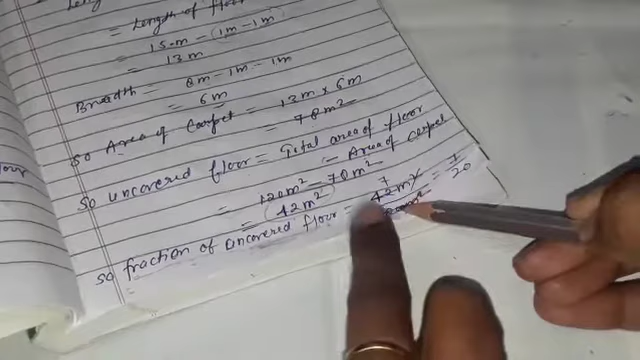 = Length of floor
= 15m - (1m - 1m
= 13m
Breadth = 8m - 1m - 1m
= 6m
so Area of carpet = 13m x 6m
= 78m²
so uncovered floor = Total area of floor
- Area of carpet
= 120m² - 78m²
= 42m²
so fraction of uncovered floor = 42m² = 7/20
7